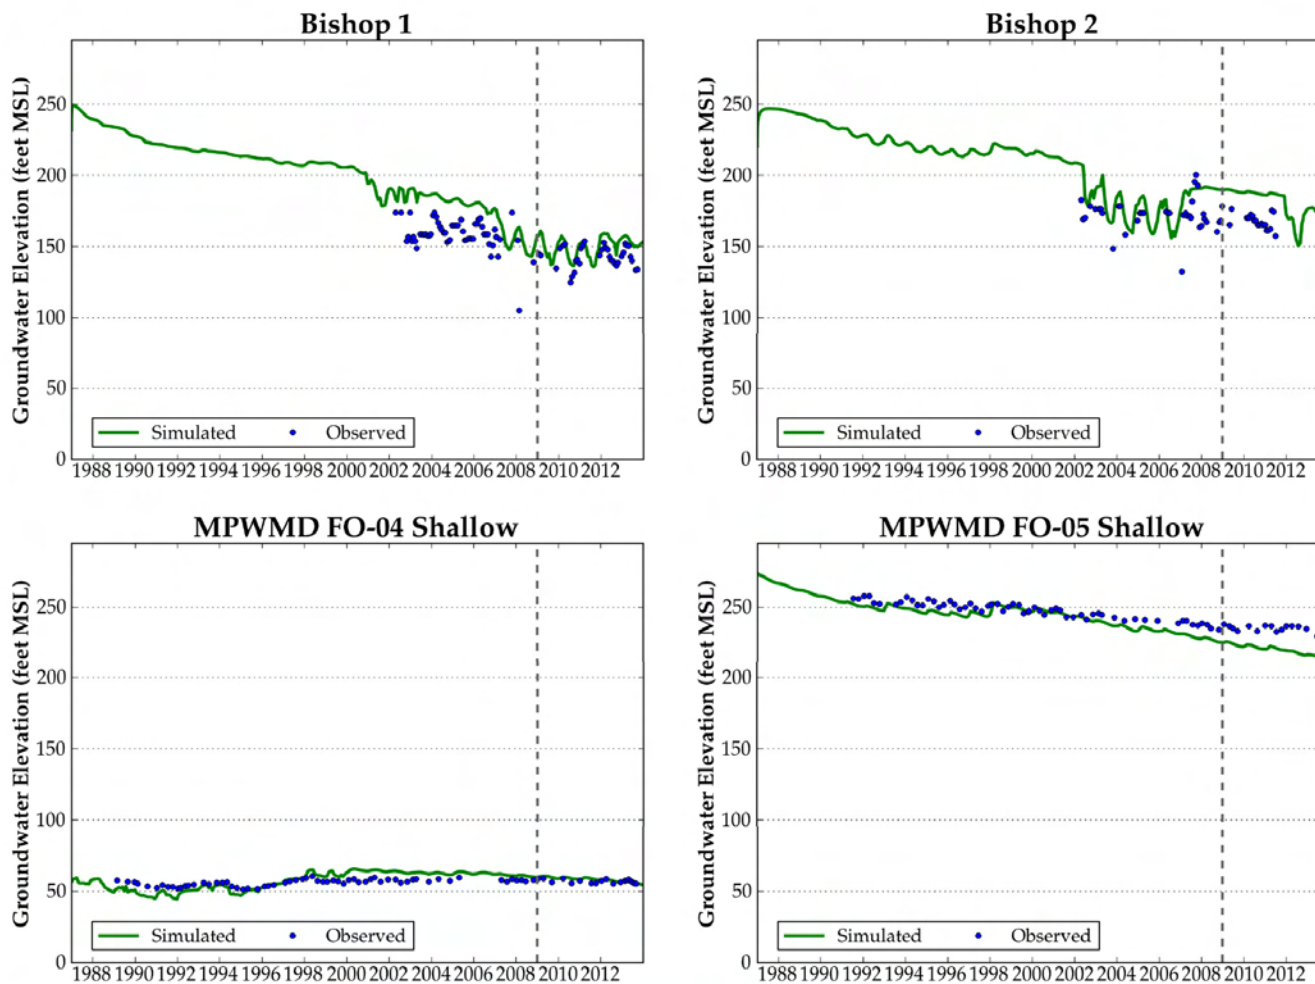 Bishop 1
Groundwater Elevation (feet MSL)
250
200
150
100
50
0
Simulated Observed
1988 1990 1992 1994 1996 1998 2000 2002 2004 2006 2008 2010 2012
Bishop 2
Groundwater Elevation (feet MSL)
250
200
150
100
50
0
Simulated Observed
1988 1990 1992 1994 1996 1998 2000 2002 2004 2006 2008 2010 2012
MPWMD FO-04 Shallow
Groundwater Elevation (feet MSL)
250
200
150
100
50
0
Simulated Observed
1988 1990 1992 1994 1996 1998 2000 2002 2004 2006 2008 2010 2012
MPWMD FO-05 Shallow
Groundwater Elevation (feet MSL)
250
200
150
100
50
0
Simulated Observed
1988 1990 1992 1994 1996 1998 2000 2002 2004 2006 2008 2010 2012